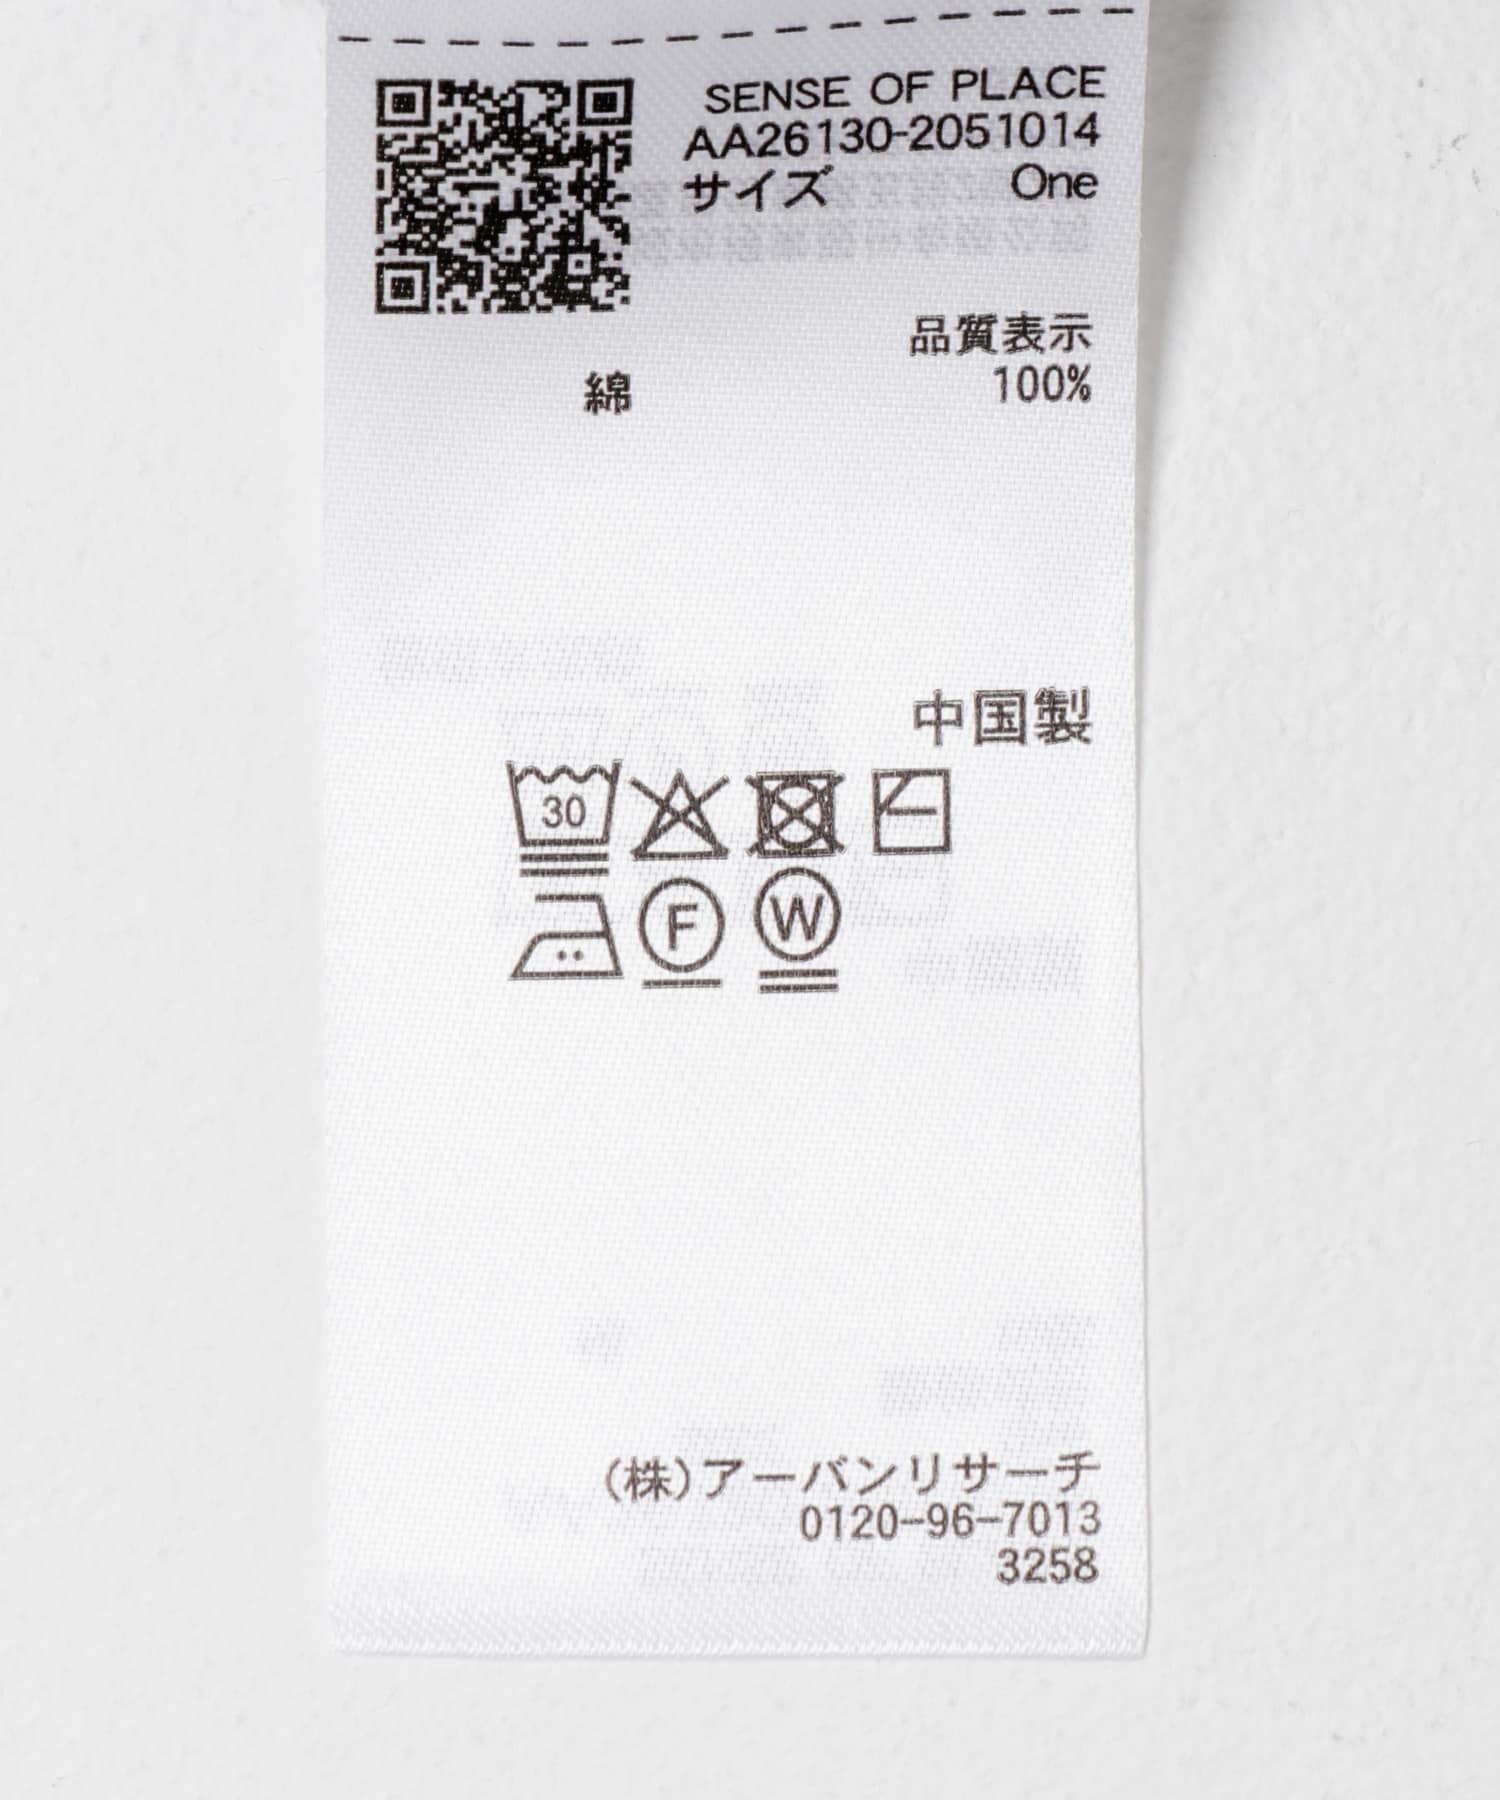 SENSE OF PLACE
AA26130-2051014
サイズ One
品質表示
綿 100%
中国製
30
F W
(株)アーバンリサーチ
0120-96-7013
3258